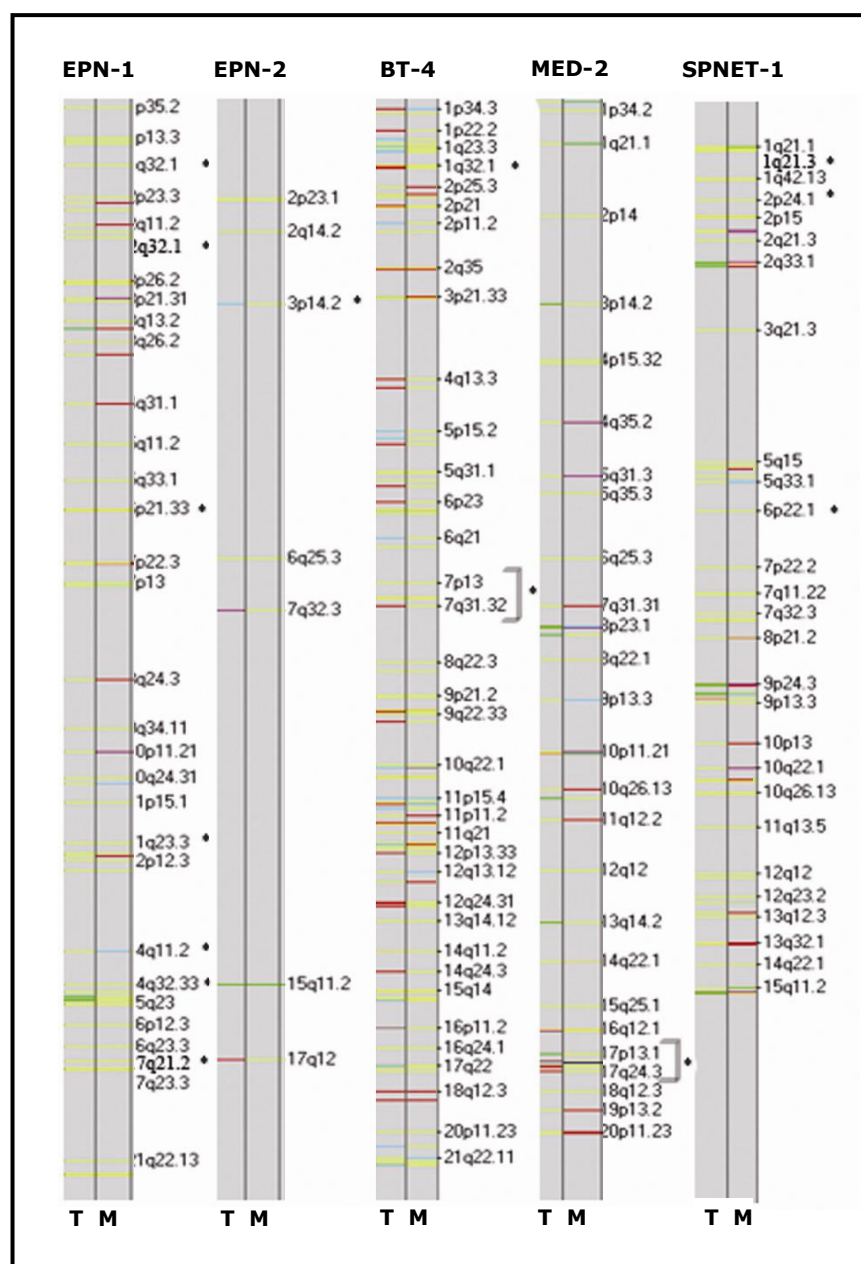 EPN-1 EPN-2 BT-4 MED-2 SPNET-1
p35.2
p13.3
q32.1
p23.3
q11.2
q32.1
p26.2
p21.31
q13.2
q26.2
q31.1
q11.2
q33.1
p21.33
p22.3
p13
q24.3
q34.11
0p11.21
0q24.31
1p15.1
1q23.3
2p12.3
4q11.2
4q32.33
5q23
6p12.3
6q23.3
7q21.2
7q23.3
21q22.13
2p23.1
2q14.2
3p14.2
6q25.3
7q32.3
15q11.2
17q12
1p34.3
1p22.2
1q23.3
1q32.1
2p25.3
2p21
2p11.2
2q35
3p21.33
4q13.3
5p15.2
5q31.1
6p23
6q21
7p13
7q31.32
8q22.3
9p21.2
9q22.33
10q22.1
11p15.4
11p11.2
11q21
12p13.33
12q13.12
12q24.31
13q14.12
14q11.2
14q24.3
15q14
16p11.2
16q24.1
17q22
18q12.3
20p11.23
21q22.11
1p34.2
1q21.1
2p14
3p14.2
4p15.32
4q35.2
5q31.3
6q35.3
6q25.3
7q31.31
8p23.1
8q22.1
9p13.3
10p11.21
10q26.13
11q12.2
12q12
13q14.2
14q22.1
15q25.1
16q12.1
17p13.1
17q24.3
18q12.3
19p13.2
20p11.23
1q21.1
1q21.3
1q42.13
2p24.1
2p15
2q21.3
2q33.1
3q21.3
5q15
5q33.1
6p22.1
7p22.2
7q11.22
7q32.3
8p21.2
9p24.3
9p13.3
10p13
10q22.1
10q26.13
11q13.5
12q12
12q23.2
13q12.3
13q32.1
14q22.1
15q11.2
T M T M T M T M T M